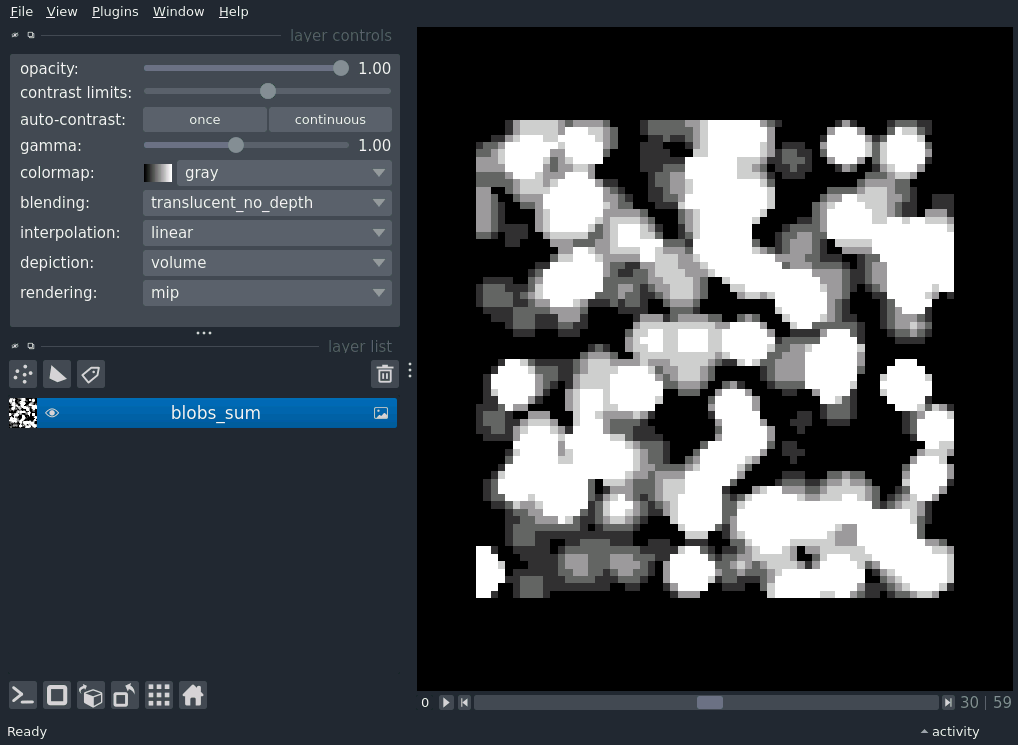 File View Plugins Window Help
layer controls
opacity: 1.00
contrast limits:
auto-contrast: once continuous
gamma: 1.00
colormap: gray
blending: translucent_no_depth
interpolation: linear
depiction: volume
rendering: mip
layer list
blobs_sum
0 30 | 59
Ready activity